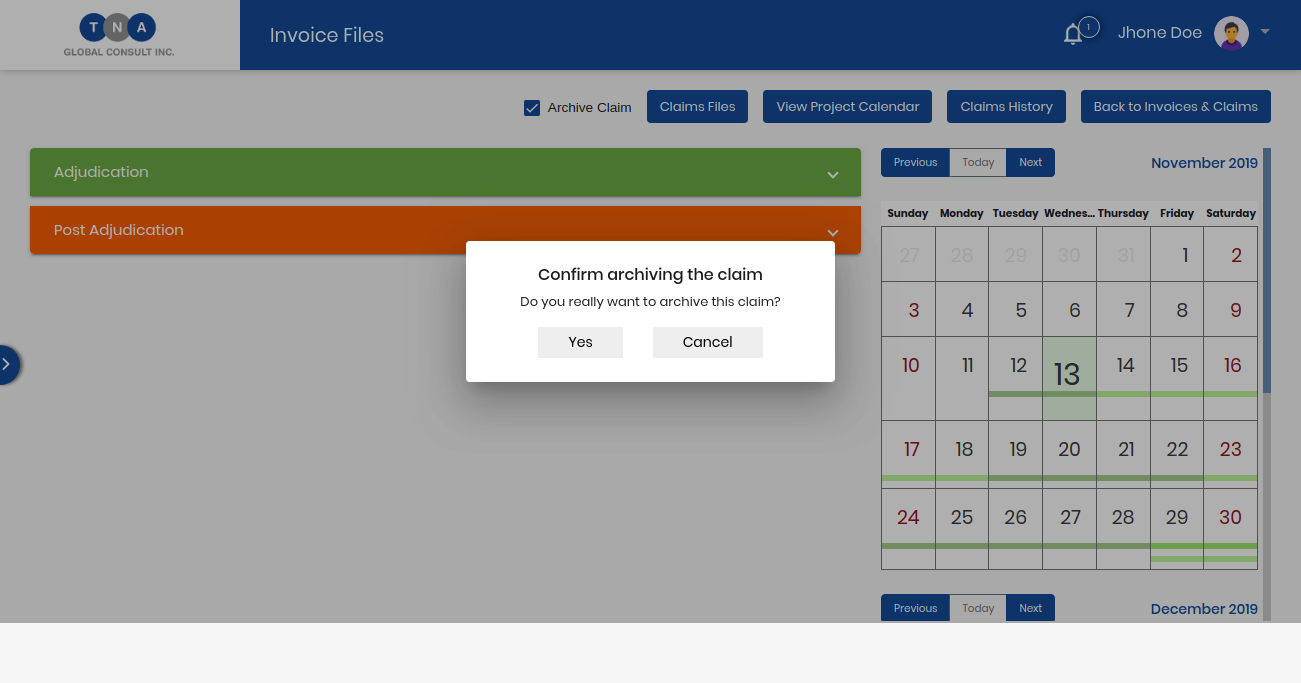 T N A
GLOBAL CONSULT INC.
Invoice Files
1
Jhone Doe
Archive Claim
Claims Files
View Project Calendar
Claims History
Back to Invoices & Claims
Adjudication
Post Adjudication
Confirm archiving the claim
Do you really want to archive this claim?
Yes Cancel
Previous Today Next
November 2019
Sunday Monday Tuesday Wednes... Thursday Friday Saturday
27 28 29 30 31 1 2
3 4 5 6 7 8 9
10 11 12 13 14 15 16
17 18 19 20 21 22 23
24 25 26 27 28 29 30
Previous Today Next
December 2019